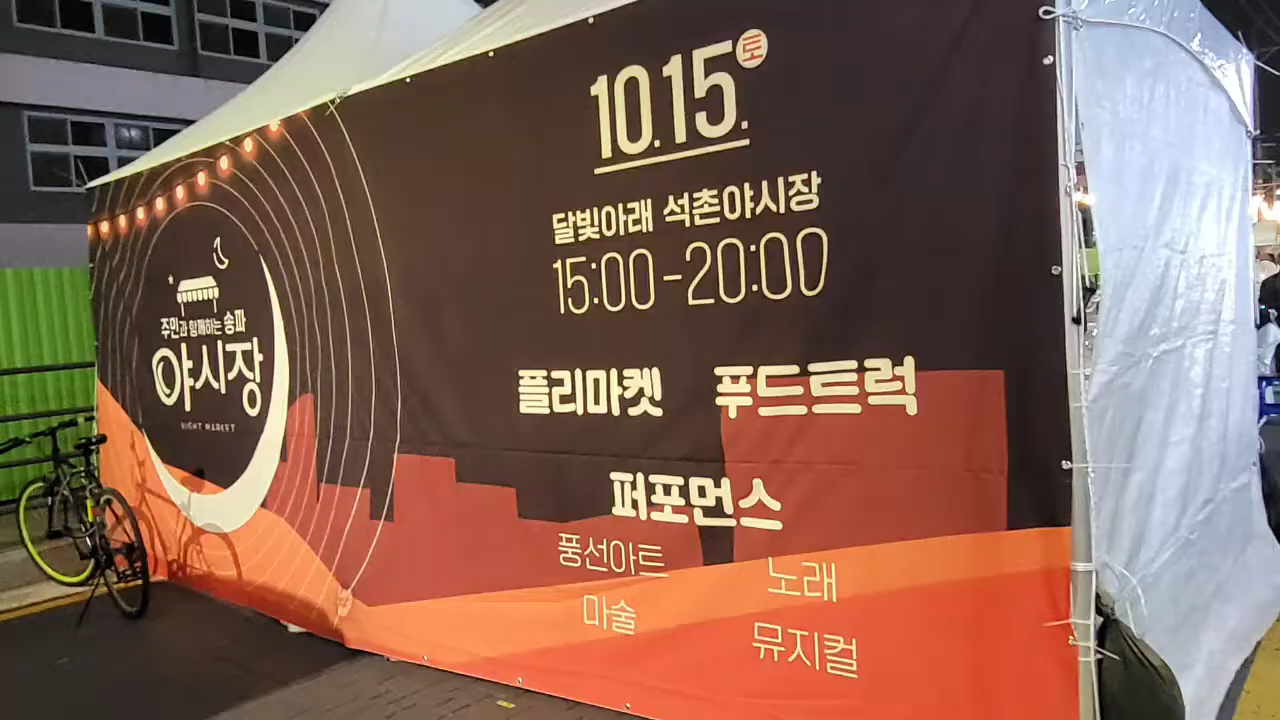 10.15.토
달빛아래 석촌야시장
15:00-20:00
플리마켓 푸드트럭
퍼포먼스
풍선아트 노래
마술 뮤지컬
주민과 함께하는 송파
야시장
NIGHT MARKET